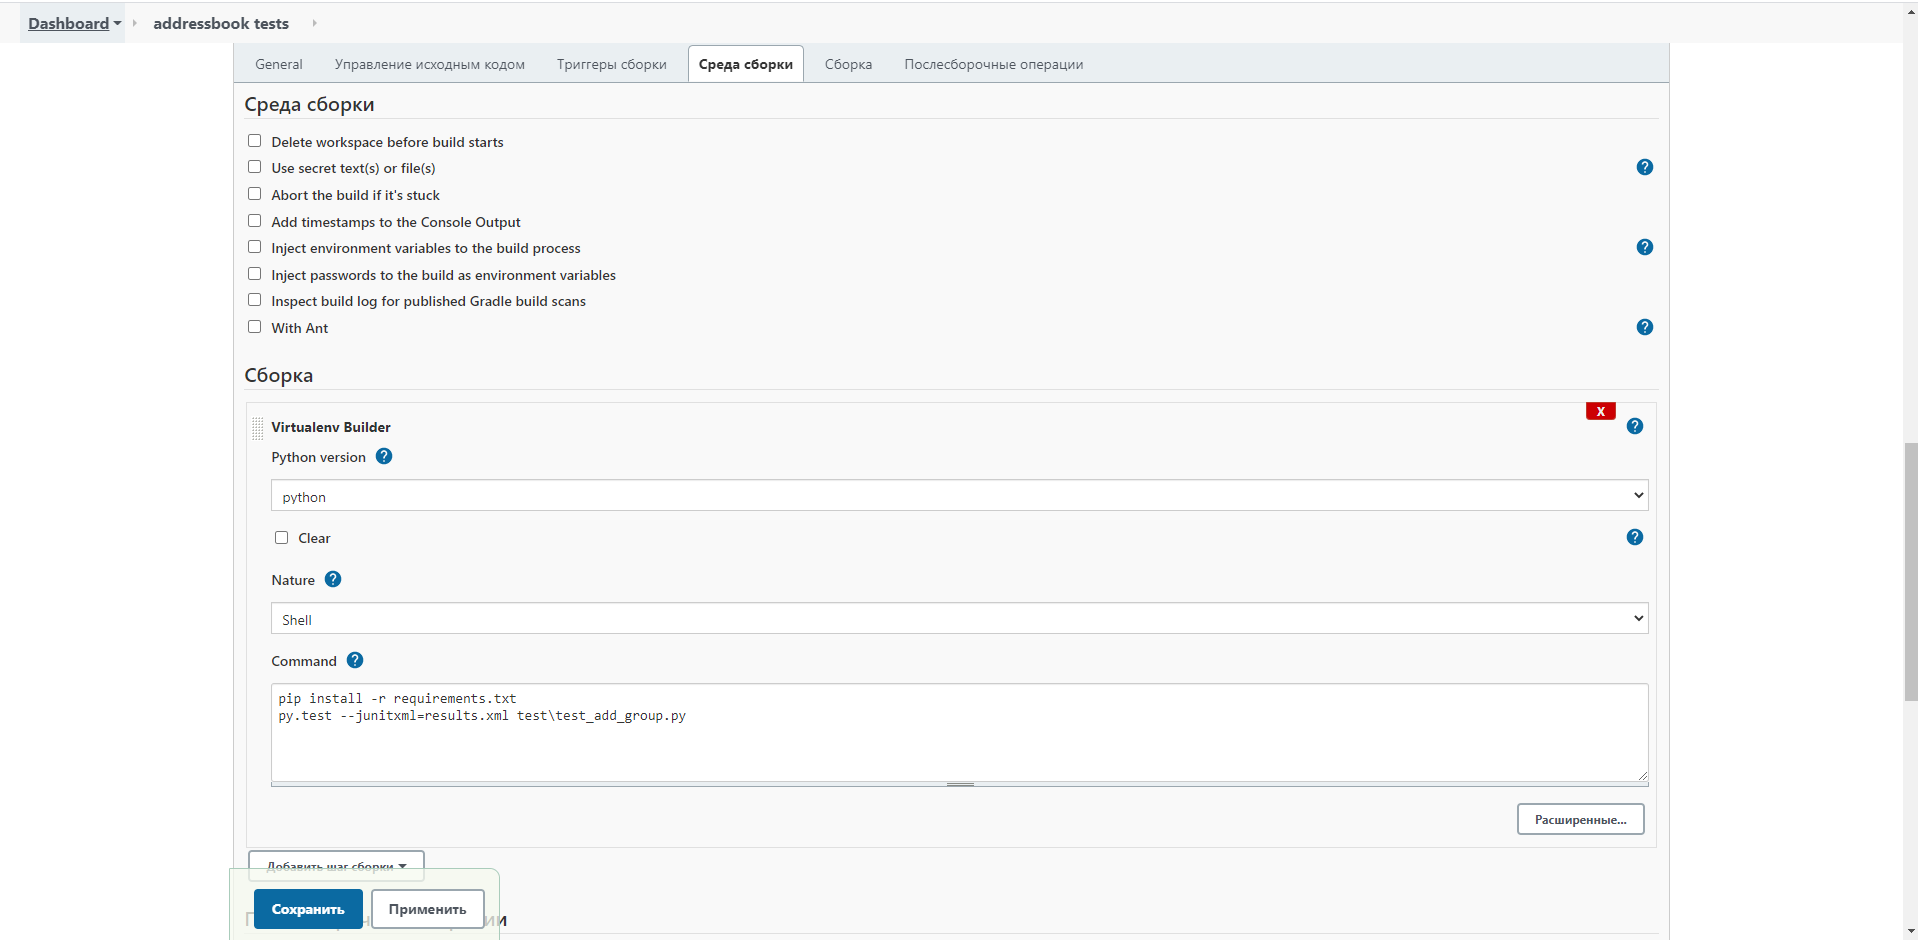 Dashboard addressbook tests
General Управление исходным кодом Триггеры сборки Среда сборки Сборка Послесборочные операции
Среда сборки
Delete workspace before build starts
Use secret text(s) or file(s) ?
Abort the build if it's stuck
Add timestamps to the Console Output
Inject environment variables to the build process ?
Inject passwords to the build as environment variables
Inspect build log for published Gradle build scans
With Ant ?
Сборка
X
Virtualenv Builder ?
Python version ?
python
Clear ?
Nature ?
Shell
Command ?
pip install -r requirements.txt
py.test --junitxml=results.xml test\test_add_group.py
Расширенные...
Добавить шаг сборки
Сохранить Применить